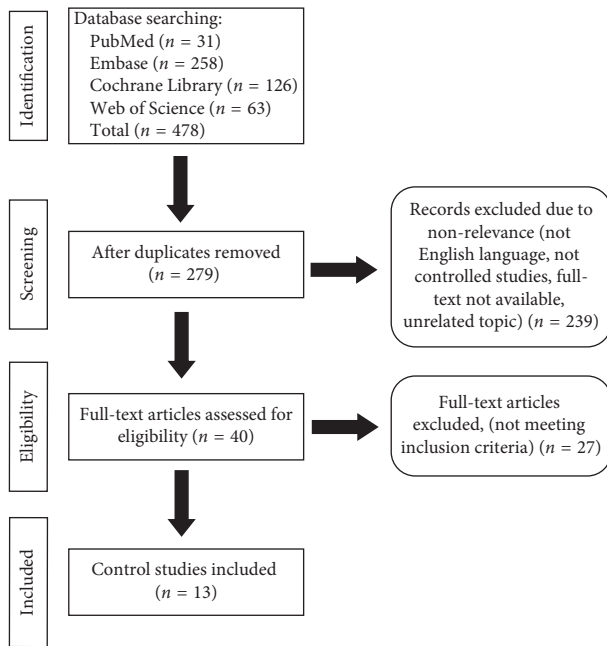 Identification
Database searching:
PubMed (n = 31)
Embase (n = 258)
Cochrane Library (n = 126)
Web of Science (n = 63)
Total (n = 478)
Screening
After duplicates removed
(n = 279)
Records excluded due to
non-relevance (not
English language, not
controlled studies, full-
text not available,
unrelated topic) (n = 239)
Eligibility
Full-text articles assessed for
eligibility (n = 40)
Full-text articles
excluded, (not meeting
inclusion criteria) (n = 27)
Included
Control studies included
(n = 13)